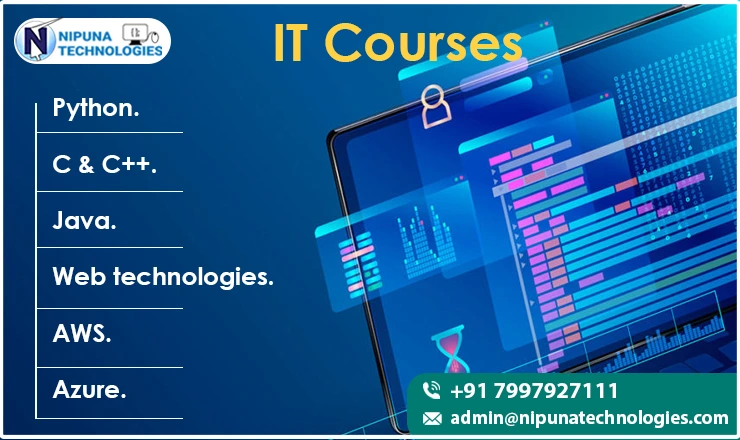 NIPUNA
TECHNOLOGIES
IT Courses
Python.
C & C++.
Java.
Web technologies.
AWS.
Azure.
+91 7997927111
admin@nipunatechnologies.com